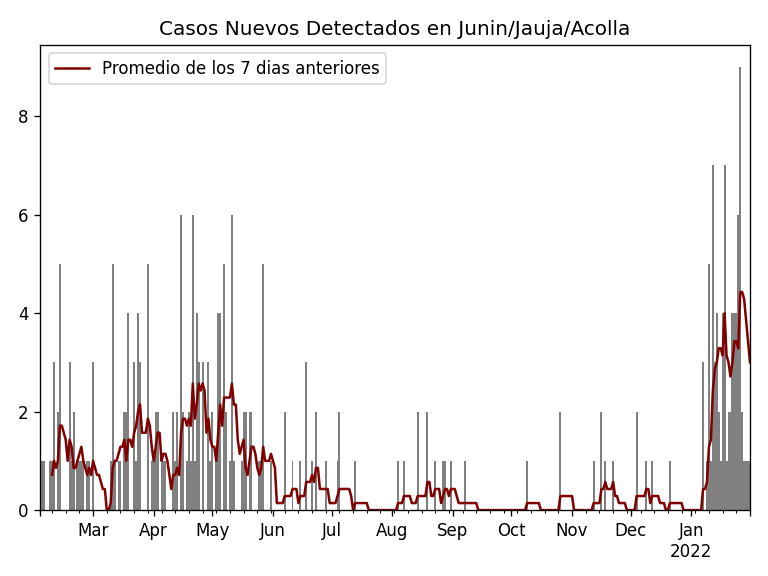 Casos Nuevos Detectados en Junin/Jauja/Acolla
Promedio de los 7 dias anteriores
8
6
4
2
0
Mar Apr May Jun Jul Aug Sep Oct Nov Dec Jan
2022